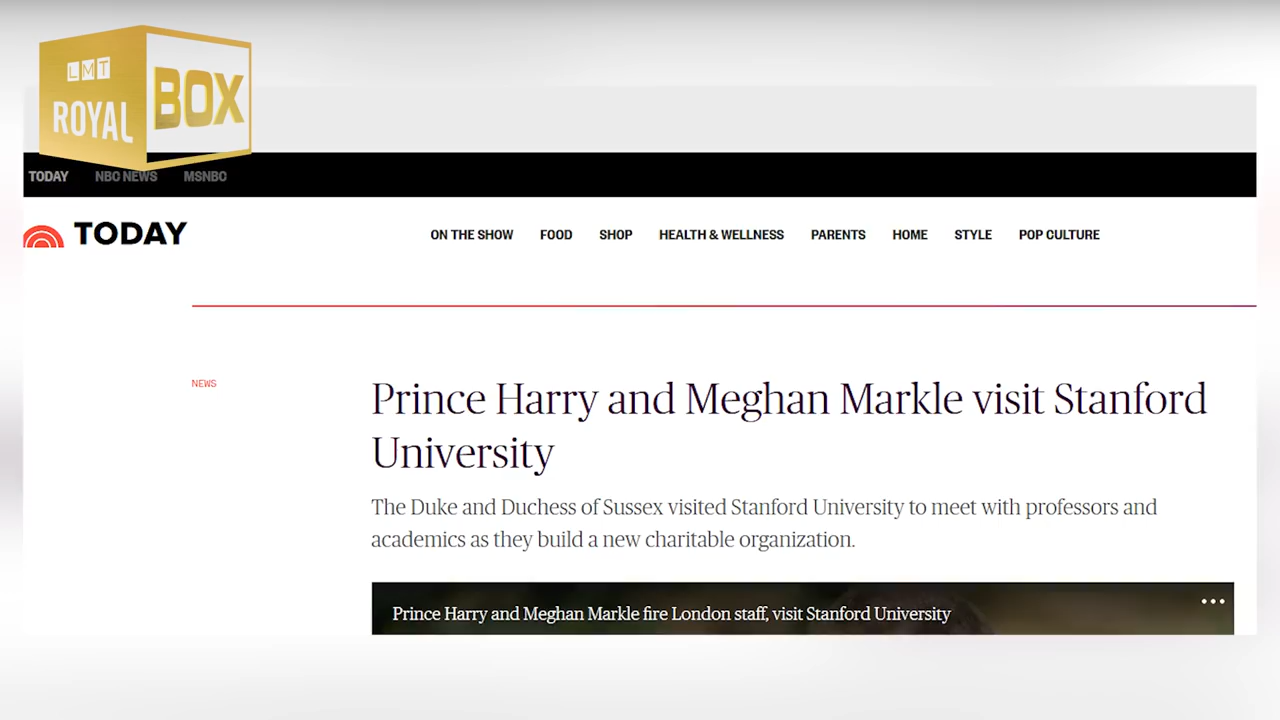 LMT
ROYAL
BOX
TODAY NBC NEWS MSNBC
TODAY
ON THE SHOW FOOD SHOP HEALTH & WELLNESS PARENTS HOME STYLE POP CULTURE
NEWS
Prince Harry and Meghan Markle visit Stanford
University
The Duke and Duchess of Sussex visited Stanford University to meet with professors and
academics as they build a new charitable organization.
Prince Harry and Meghan Markle fire London staff, visit Stanford University